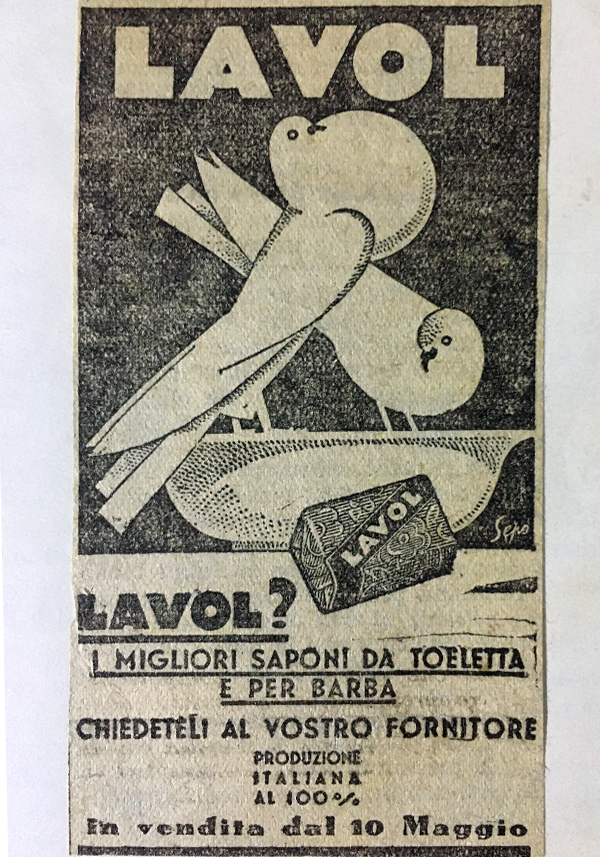 LAVOL
LAVOL
Sepo
LAVOL?
I MIGLIORI SAPONI DA TOELETTA
E PER BARBA
CHIEDETELI AL VOSTRO FORNITORE
PRODUZIONE
ITALIANA
AL 100%
In vendita dal 10 Maggio